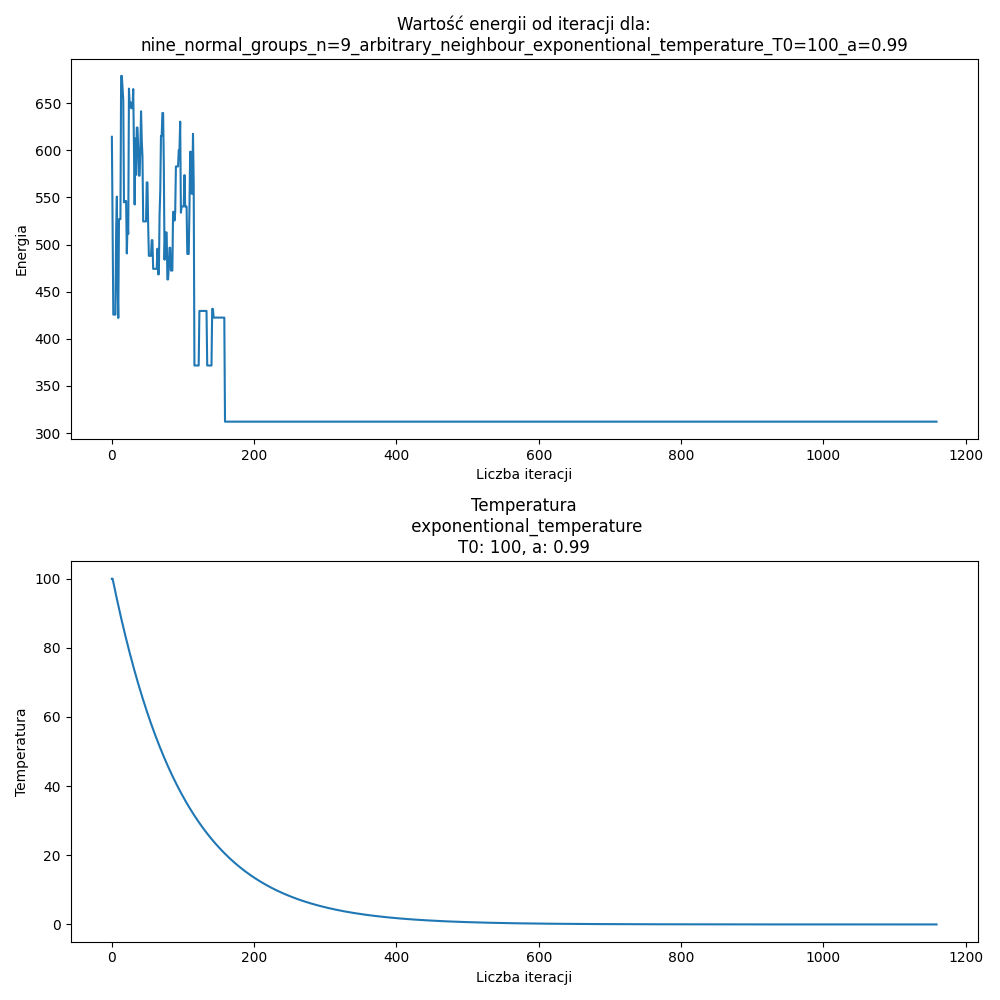 Wartość energii od iteracji dla:
nine_normal_groups_n=9_arbitrary_neighbour_exponentional_temperature_T0=100_a=0.99
650
600
550
500
450
400
350
300
Energia
0 200 400 600 800 1000 1200
Liczba iteracji
Temperatura
exponentional_temperature
T0: 100, a: 0.99
100
80
60
40
20
0
Temperatura
0 200 400 600 800 1000 1200
Liczba iteracji